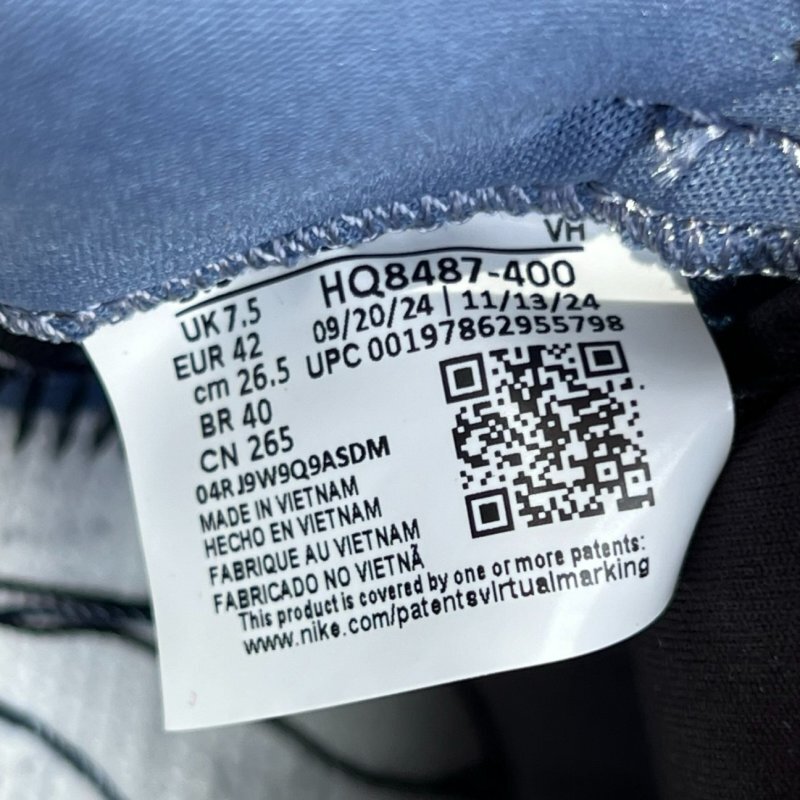 VH
HQ8487-400
UK 7.5
09/20/24 | 11/13/24
EUR 42
UPC 00197862955798
cm 26.5
BR 40
CN 265
04RJ9W9Q9ASDM
MADE IN VIETNAM
HECHO EN VIETNAM
FABRIQUE AU VIETNAM
FABRICADO NO VIETNÃ
This product is covered by one or more patents:
www.nike.com/patentsvirtualmarking